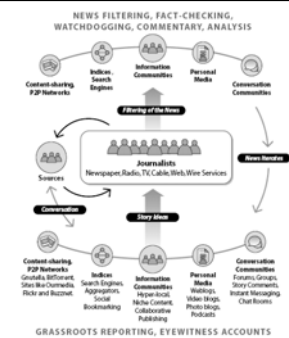 NEWS FILTERING, FACT-CHECKING,
WATCHDOGGING, COMMENTARY, ANALYSIS
Content-sharing,
P2P Networks
Indices,
Search
Engines
Information
Communities
Personal
Media
Conversation
Communities
Filtering of the News
Journalists
Newspaper, Radio, TV, Cable, Web, Wire Services
Sources
News Iterates
Conversation
Story Ideas
Content-sharing,
P2P Networks
Gnutella, BitTorrent,
Sites like Ourmedia,
Flickr and Buzznet.
Indices
Search Engines,
Aggregators,
Social
Bookmarking
Information
Communities
Hyper-local,
Niche Content,
Collaborative
Publishing
Personal
Media
Weblogs,
Video blogs,
Photo blogs,
Podcasts
Conversation
Communities
Forums, Groups,
Story Comments,
Instant Messaging,
Chat Rooms
GRASSROOTS REPORTING, EYEWITNESS ACCOUNTS